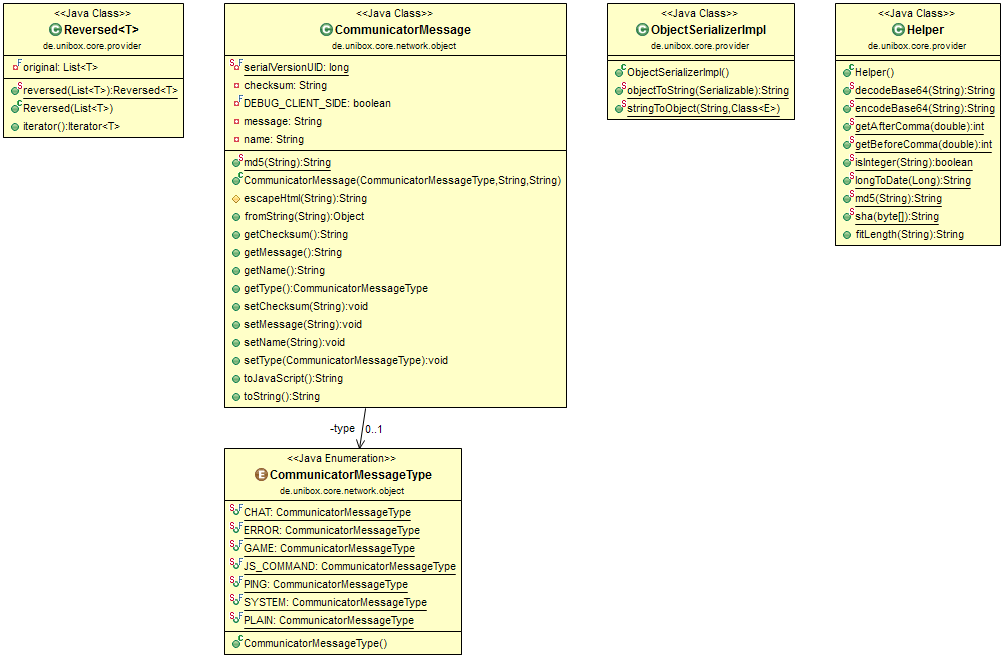 <<Java Class>>
Reversed<T>
de.unibox.core.provider
original: List<T>
reversed(List<T>):Reversed<T>
Reversed(List<T>)
iterator():Iterator<T>
<<Java Class>>
CommunicatorMessage
de.unibox.core.network.object
serialVersionUID: long
checksum: String
DEBUG_CLIENT_SIDE: boolean
message: String
name: String
md5(String):String
CommunicatorMessage(CommunicatorMessageType,String,String)
escapeHtml(String):String
fromString(String):Object
getChecksum():String
getMessage():String
getName():String
getType():CommunicatorMessageType
setChecksum(String):void
setMessage(String):void
setName(String):void
setType(CommunicatorMessageType):void
toJavaScript():String
toString():String
<<Java Class>>
ObjectSerializerImpl
de.unibox.core.provider
ObjectSerializerImpl()
objectToString(Serializable):String
stringToObject(String,Class<E>)
<<Java Class>>
Helper
de.unibox.core.provider
Helper()
decodeBase64(String):String
encodeBase64(String):String
getAfterComma(double):int
getBeforeComma(double):int
isInteger(String):boolean
longToDate(Long):String
md5(String):String
sha(byte[]):String
fitLength(String):String
-type
0..1
<<Java Enumeration>>
CommunicatorMessageType
de.unibox.core.network.object
CHAT: CommunicatorMessageType
ERROR: CommunicatorMessageType
GAME: CommunicatorMessageType
JS_COMMAND: CommunicatorMessageType
PING: CommunicatorMessageType
SYSTEM: CommunicatorMessageType
PLAIN: CommunicatorMessageType
CommunicatorMessageType()